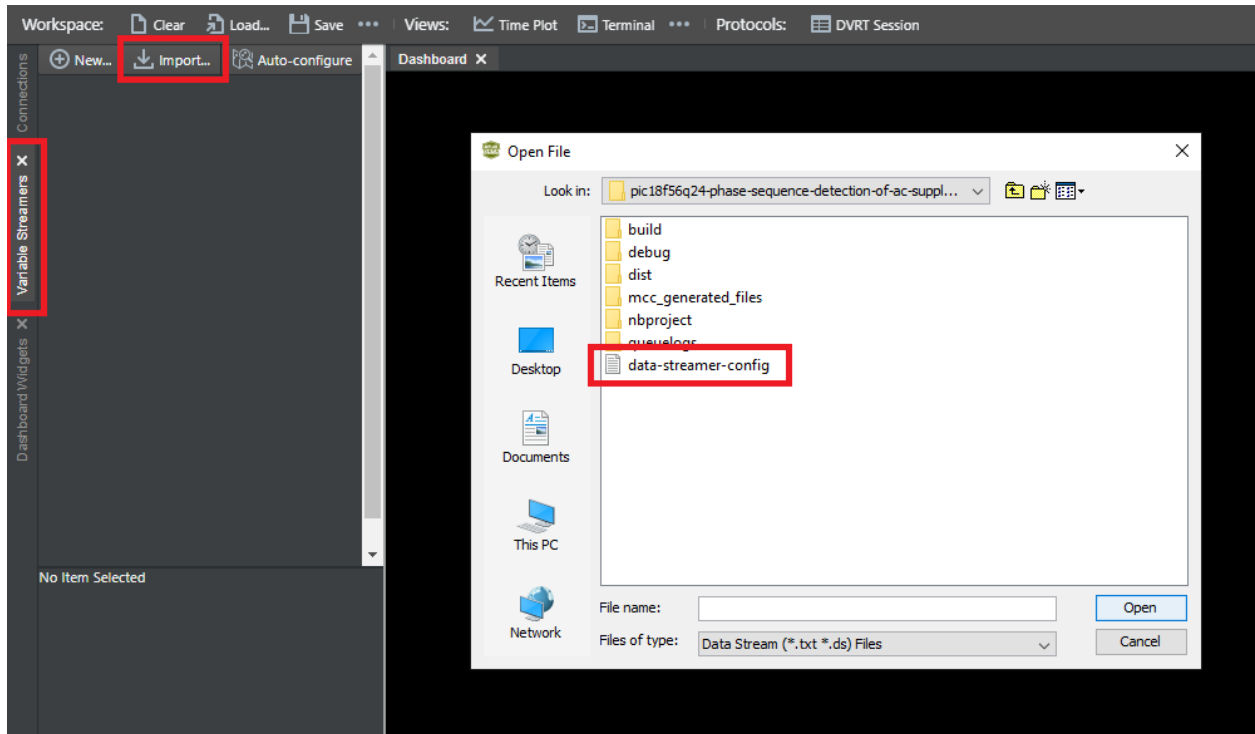 Workspace: Clear Load... Save ••• Views: Time Plot Terminal ••• Protocols: DVRT Session
Connections
Variable Streamers
Dashboard Widgets
New... Import... Auto-configure
No Item Selected
Dashboard
Open File
Look in: pic18f56q24-phase-sequence-detection-of-ac-suppl...
Recent Items
Desktop
Documents
This PC
Network
build
debug
dist
mcc_generated_files
nbproject
queuelogs
data-streamer-config
File name:
Open
Files of type: Data Stream (*.txt *.ds) Files
Cancel